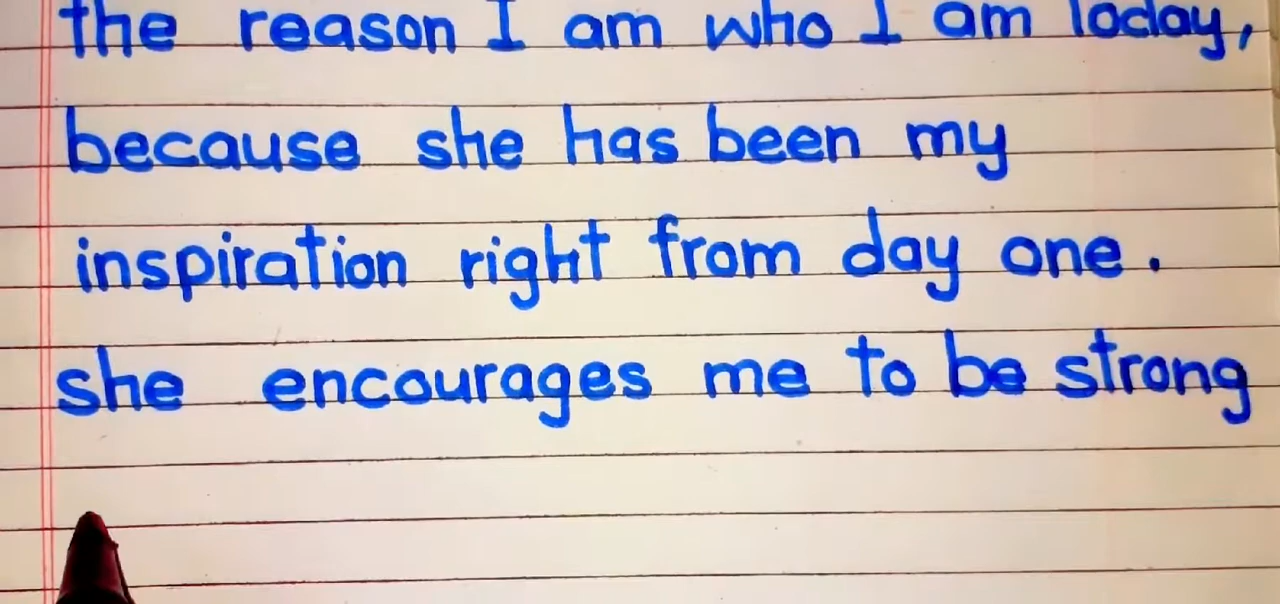 the reason I am who I am today,
because she has been my
inspiration right from day one.
she encourages me to be strong